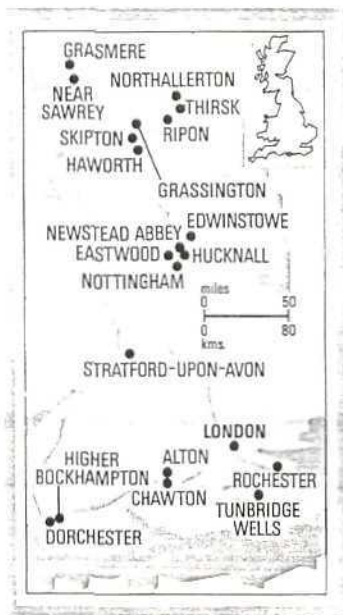 GRASMERE
NORTHALLERTON
NEAR
SAWREY
THIRSK
SKIPTON
RIPON
HAWORTH
GRASSINGTON
EDWINSTOWE
NEWSTEAD ABBEY
EASTWOOD
HUCKNALL
NOTTINGHAM
miles
0 50
0 80
kms.
STRATFORD-UPON-AVON
LONDON
HIGHER
BOCKHAMPTON
ALTON
CHAWTON
ROCHESTER
TUNBRIDGE
WELLS
DORCHESTER